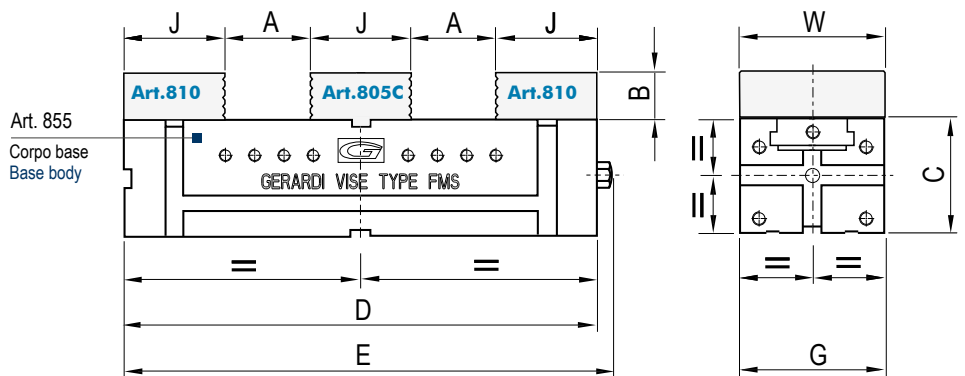 J A J A J
W
Art.810 Art.805C Art.810
B
Art. 855
Corpo base
Base body
GERARDI VISE TYPE FMS
C
= =
= =
=
=
D
E
G